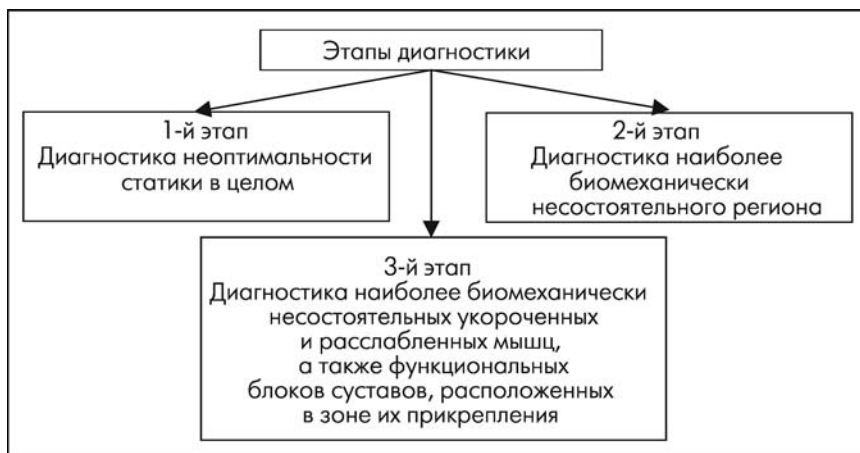 Этапы диагностики
1-й этап
Диагностика неоптимальности
статики в целом
2-й этап
Диагностика наиболее
биомеханически
несостоятельного региона
3-й этап
Диагностика наиболее биомеханически
несостоятельных укороченных
и расслабленных мышц,
а также функциональных
блоков суставов, расположенных
в зоне их прикрепления